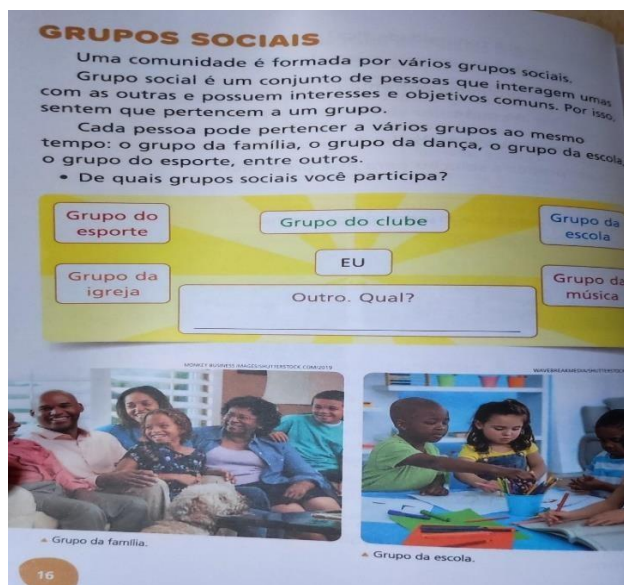 GRUPOS SOCIAIS
Uma comunidade é formada por vários grupos sociais.
Grupo social é um conjunto de pessoas que interagem umas
com as outras e possuem interesses e objetivos comuns. Por isso,
sentem que pertencem a um grupo.
Cada pessoa pode pertencer a vários grupos ao mesmo
tempo: o grupo da família, o grupo da dança, o grupo da escola,
o grupo do esporte, entre outros.
• De quais grupos sociais você participa?
Grupo do
esporte
Grupo do clube
Grupo da
escola
EU
Grupo da
igreja
Outro. Qual?
Grupo da
música
MONKEY BUSINESS IMAGES/SHUTTERSTOCK.COM/2019
WAVEBREAKMEDIA/SHUTTERSTOC
Grupo da família.
Grupo da escola.
16